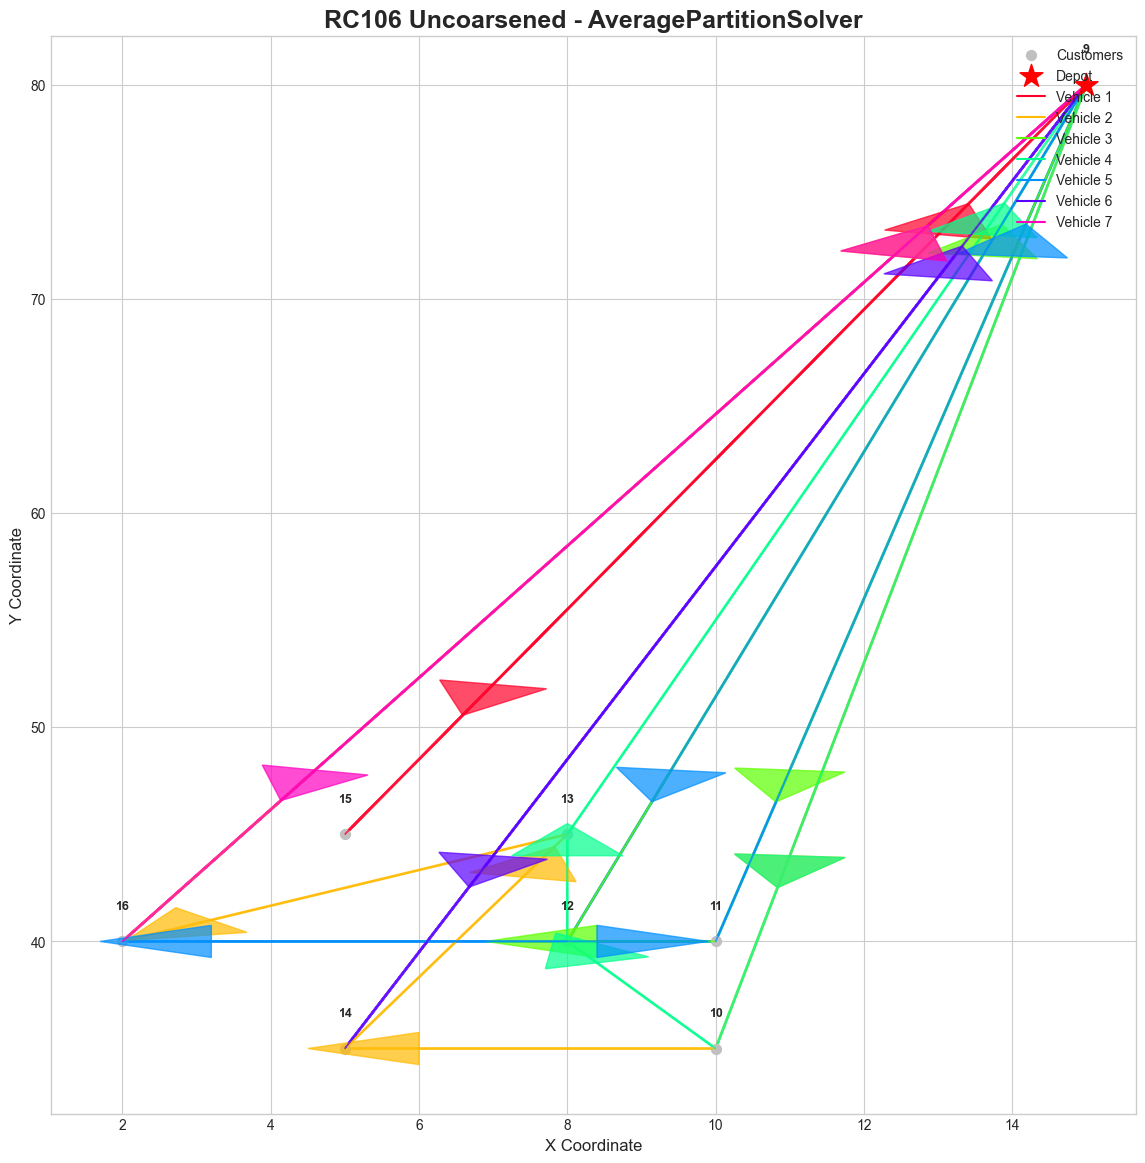 RC106 Uncoarsened - AveragePartitionSolver
9
Customers
Depot
Vehicle 1
Vehicle 2
Vehicle 3
Vehicle 4
Vehicle 5
Vehicle 6
Vehicle 7
80
70
60
50
40
15
13
16
12
11
14
10
2
4
6
8
10
12
14
X Coordinate
Y Coordinate